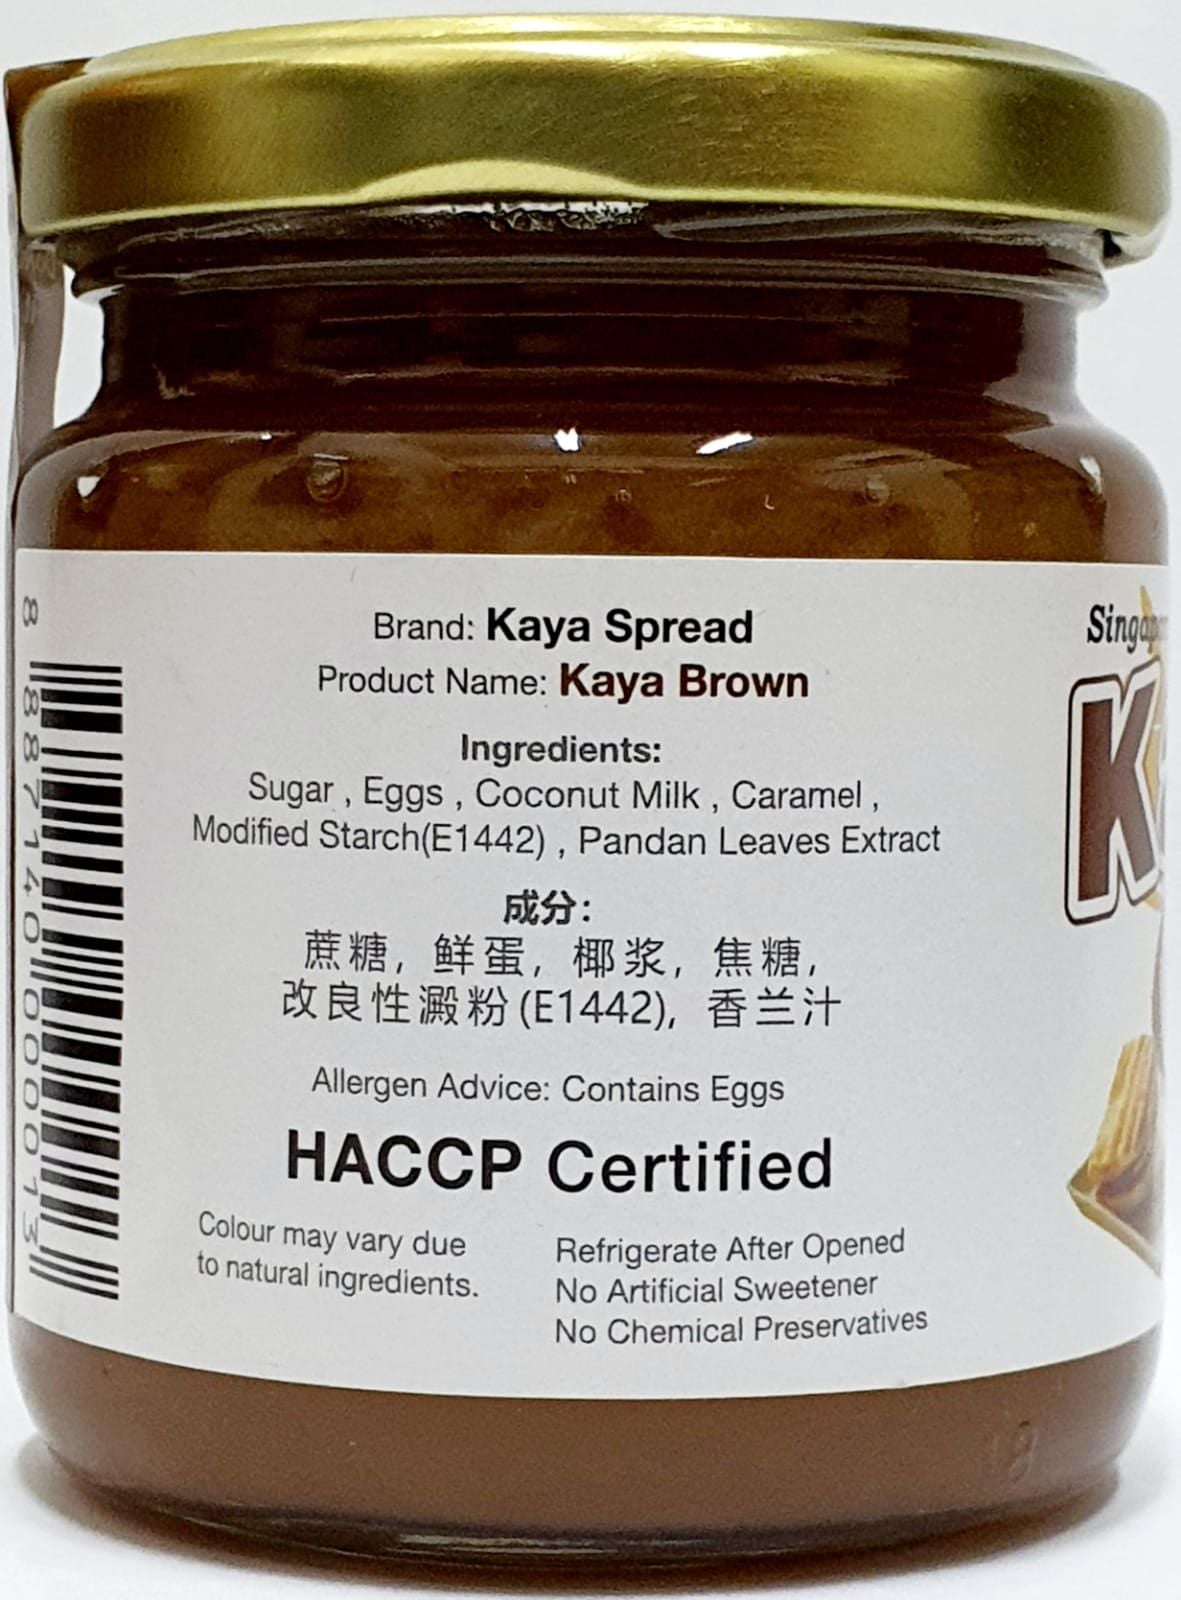 Brand: Kaya Spread
Product Name: Kaya Brown
Ingredients:
Sugar , Eggs , Coconut Milk , Caramel ,
Modified Starch(E1442) , Pandan Leaves Extract
成分：
蔗糖, 鲜蛋, 椰浆, 焦糖,
改良性澱粉 (E1442), 香兰汁
Allergen Advice: Contains Eggs
HACCP Certified
Colour may vary due
to natural ingredients.
Refrigerate After Opened
No Artificial Sweetener
No Chemical Preservatives
8 887140 000013